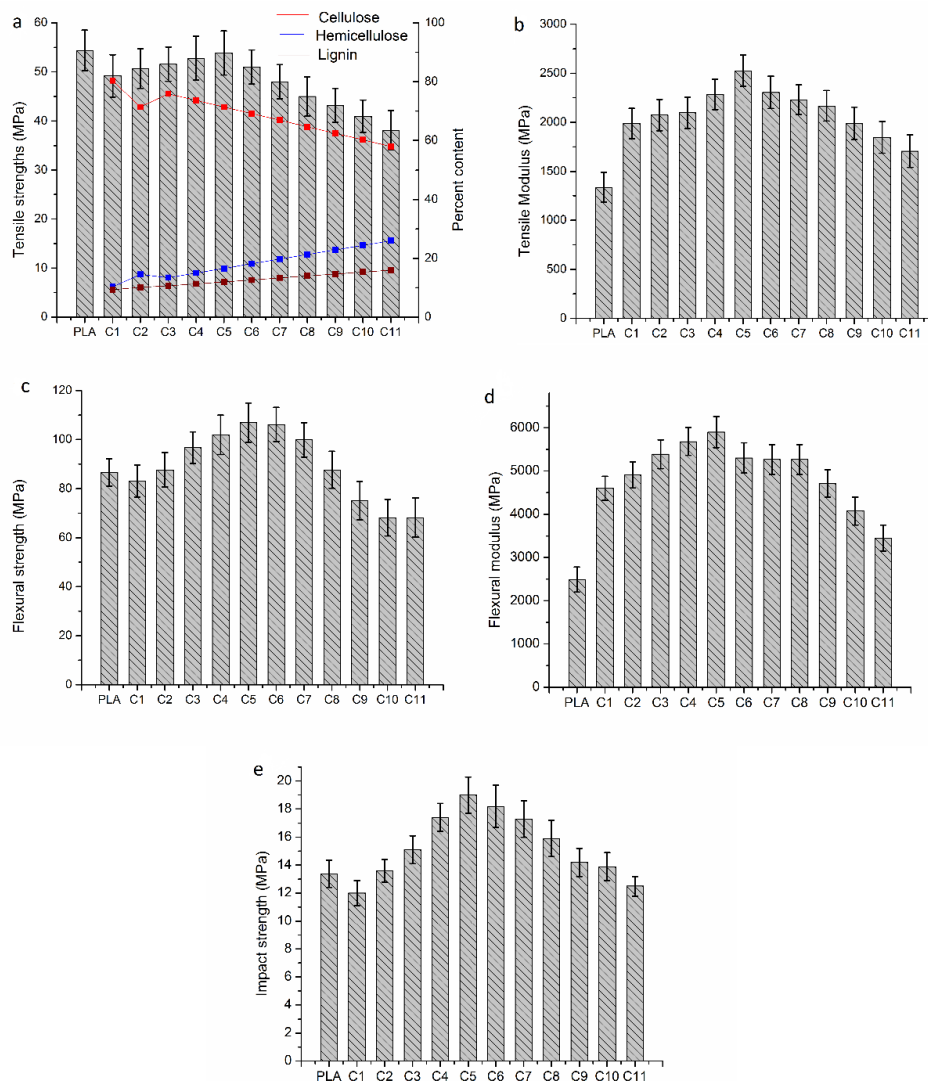 a
Cellulose
Hemicellulose
Lignin
Tensile strengths (MPa)
Percent content
60
50
40
30
20
10
0
100
80
60
40
20
0
PLA C1 C2 C3 C4 C5 C6 C7 C8 C9 C10 C11
b
Tensile Modulus (MPa)
3000
2500
2000
1500
1000
500
0
PLA C1 C2 C3 C4 C5 C6 C7 C8 C9 C10 C11
c
Flexural strength (MPa)
120
100
80
60
40
20
0
PLA C1 C2 C3 C4 C5 C6 C7 C8 C9 C10 C11
d
Flexural modulus (MPa)
6000
5000
4000
3000
2000
1000
0
PLA C1 C2 C3 C4 C5 C6 C7 C8 C9 C10 C11
e
Impact strength (MPa)
20
18
16
14
12
10
8
6
4
2
0
PLA C1 C2 C3 C4 C5 C6 C7 C8 C9 C10 C11